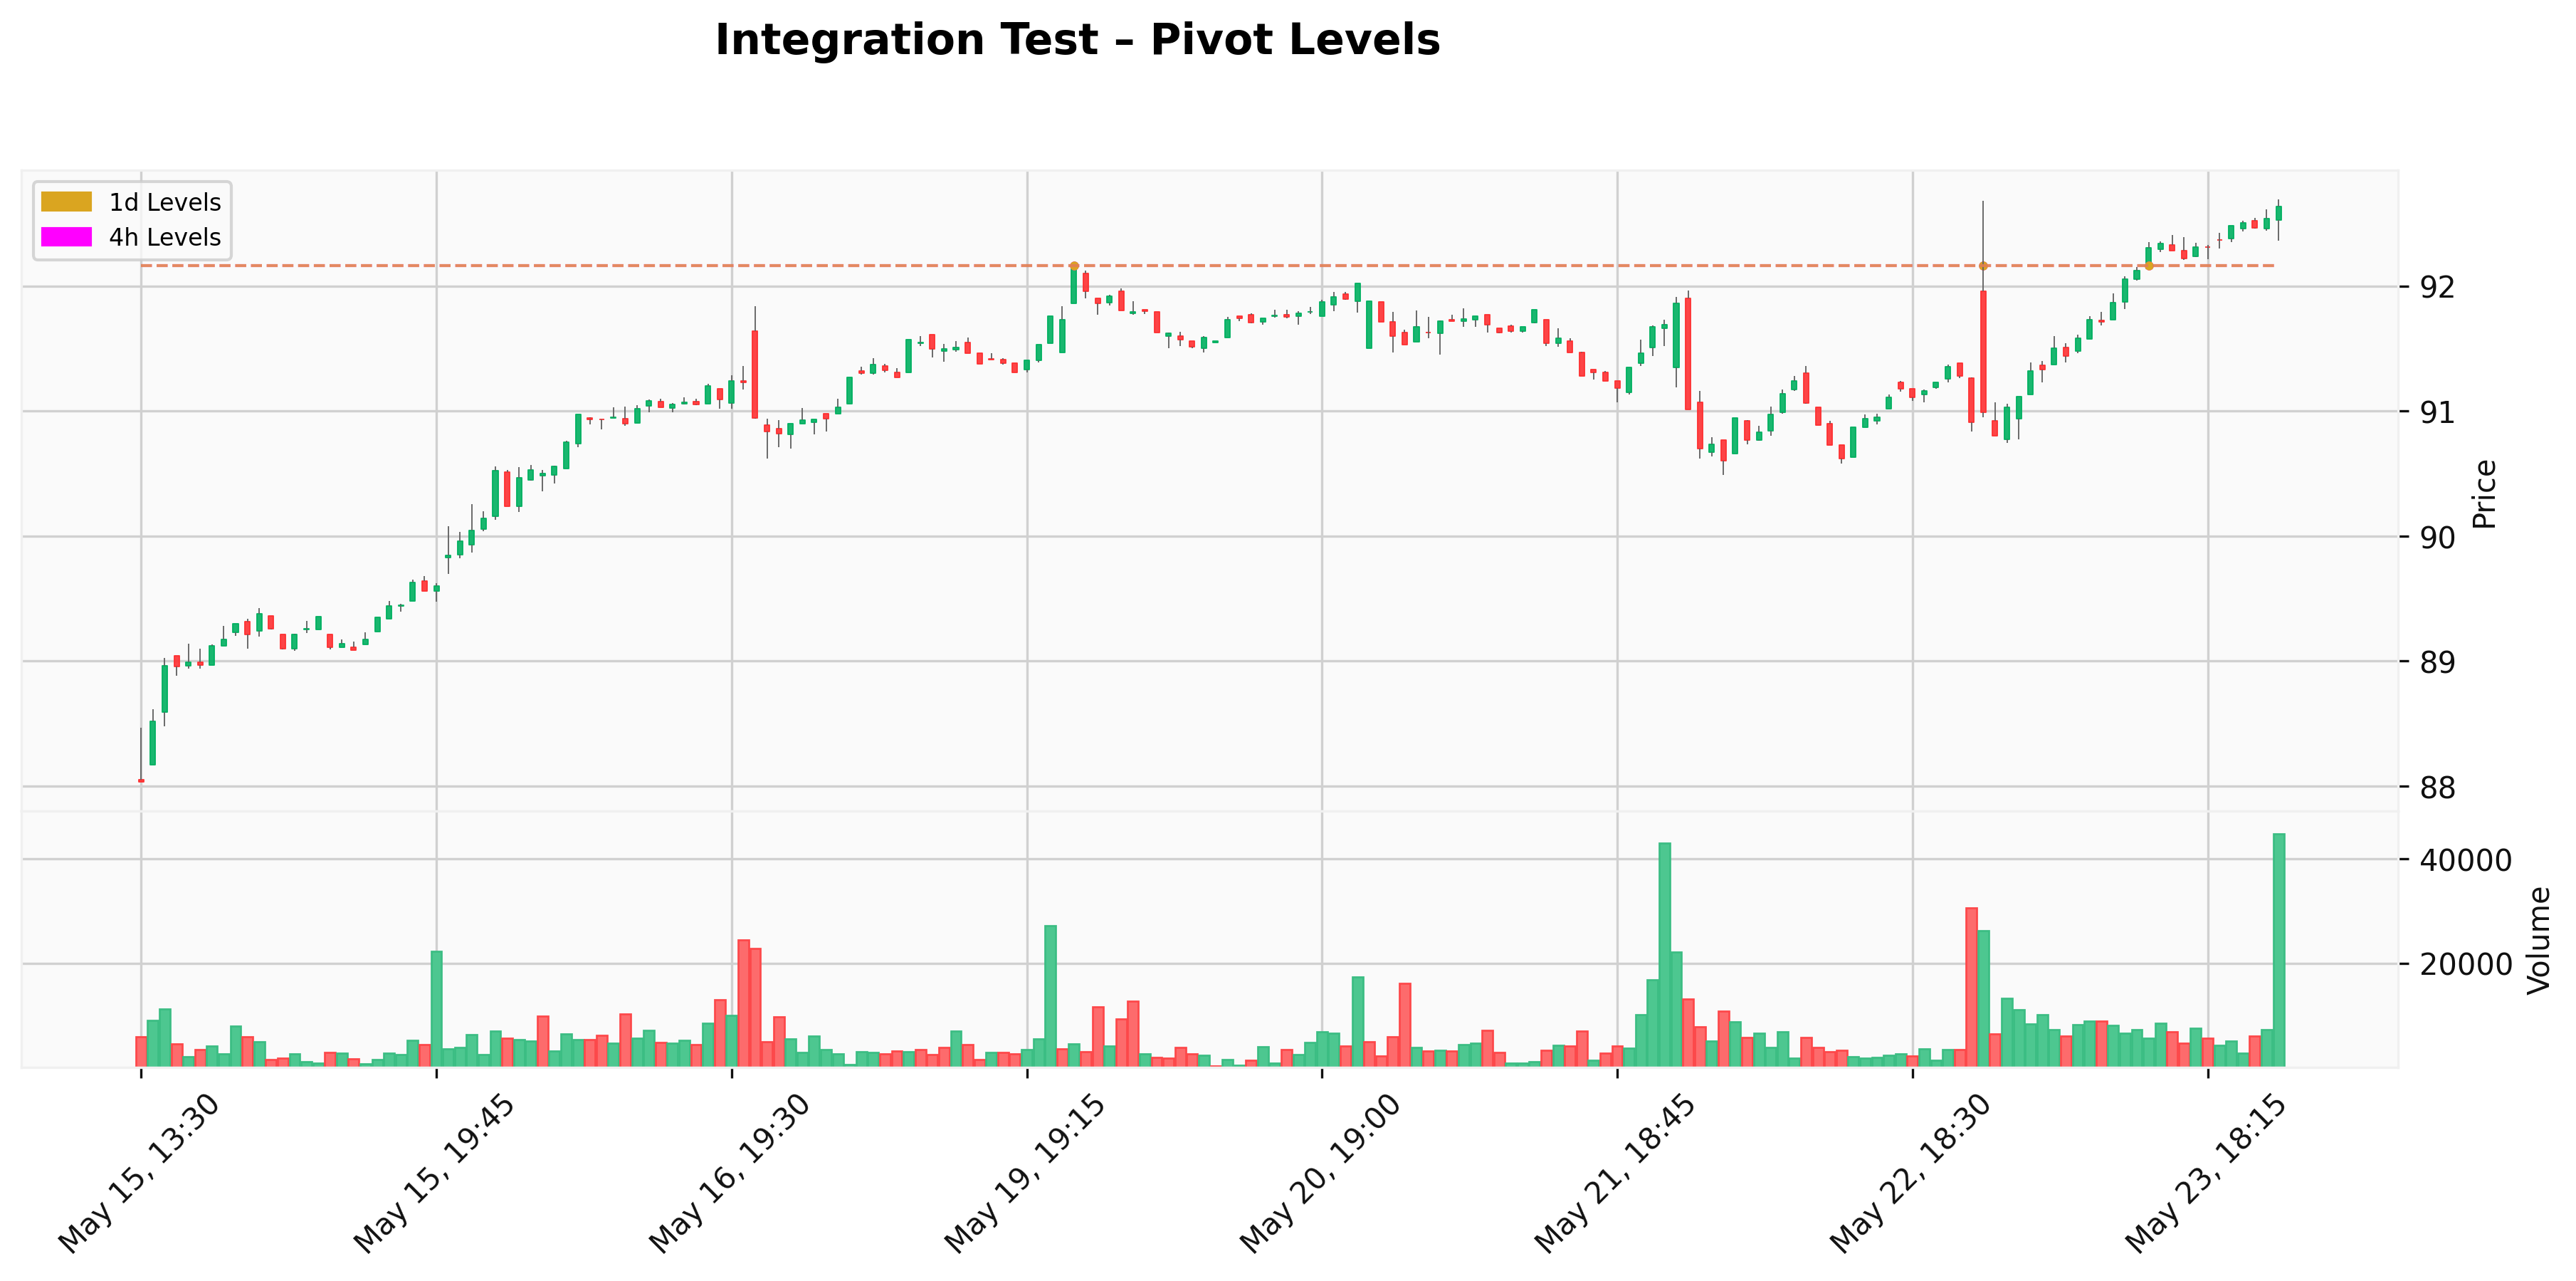 Integration Test – Pivot Levels
1d Levels
4h Levels
92
91
90
89
88
Price
40000
20000
Volume
May 15, 13:30
May 15, 19:45
May 16, 19:30
May 19, 19:15
May 20, 19:00
May 21, 18:45
May 22, 18:30
May 23, 18:15